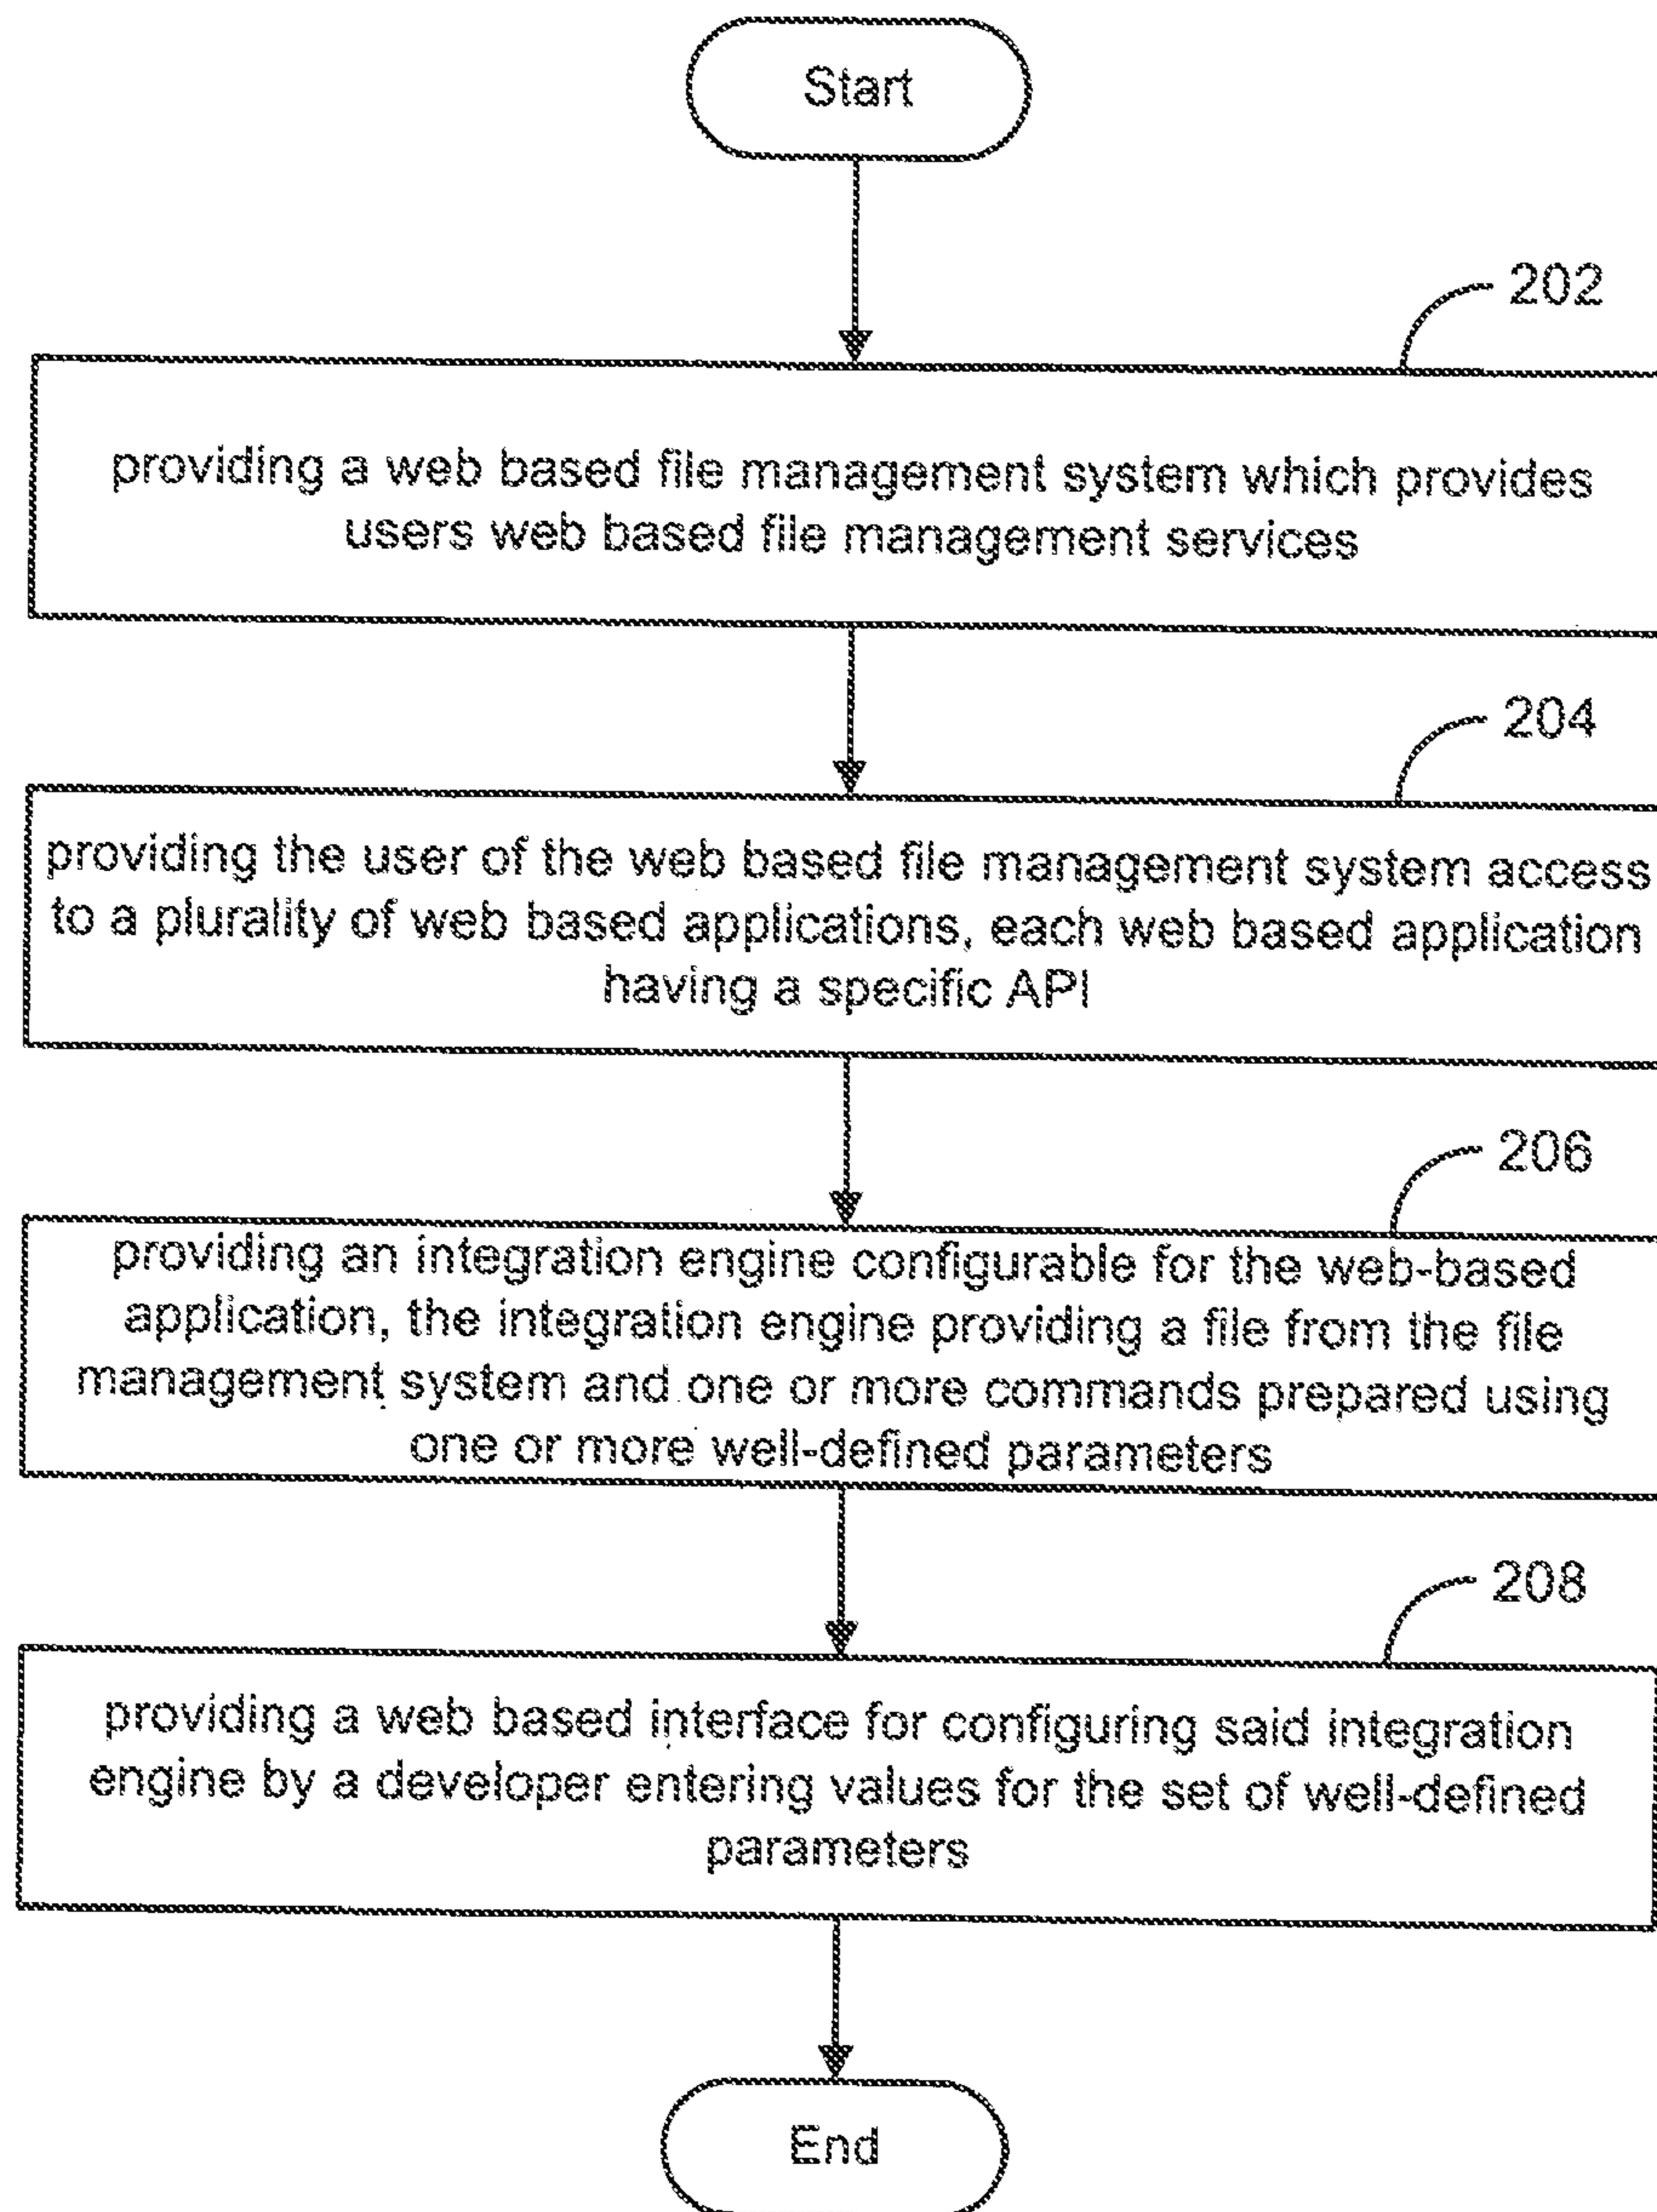 Start
202
providing a web based file management system which provides
users web based file management services
204
providing the user of the web based file management system access
to a plurality of web based applications, each web based application
having a specific API
206
providing an integration engine configurable for the web-based
application, the integration engine providing a file from the file
management system and one or more commands prepared using
one or more well-defined parameters
208
providing a web based interface for configuring said integration
engine by a developer entering values for the set of well-defined
parameters
End